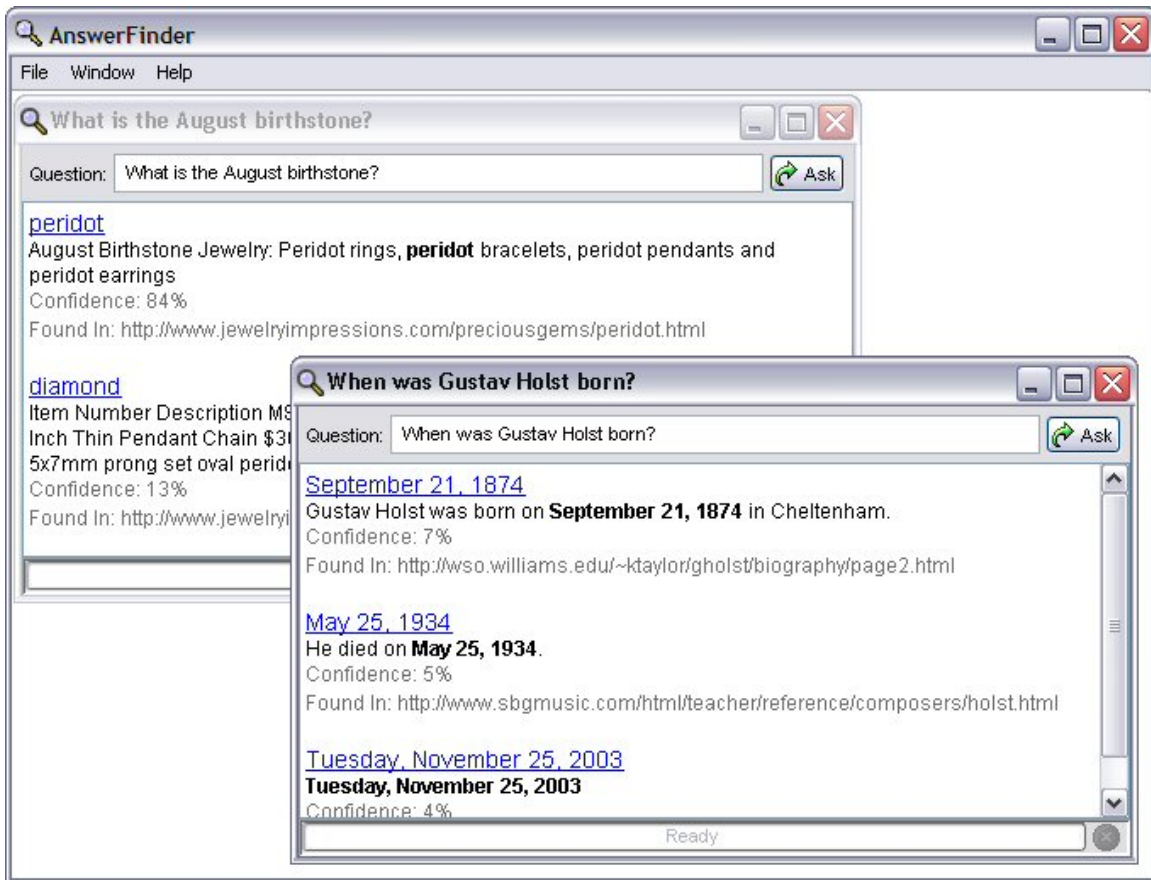 AnswerFinder
File Window Help
What is the August birthstone?
Question: What is the August birthstone? Ask
peridot
August Birthstone Jewelry: Peridot rings, peridot bracelets, peridot pendants and
peridot earrings
Confidence: 84%
Found In: http://www.jewelryimpressions.com/preciousgems/peridot.html
diamond
Item Number Description
Inch Thin Pendant Chain
5x7mm prong set oval
Confidence: 13%
Found In:
When was Gustav Holst born?
Question: When was Gustav Holst born? Ask
September 21, 1874
Gustav Holst was born on September 21, 1874 in Cheltenham.
Confidence: 7%
Found In: http://wso.williams.edu/~ktaylor/gholst/biography/page2.html
May 25, 1934
He died on May 25, 1934.
Confidence: 5%
Found In: http://www.sbgmusic.com/html/teacher/reference/composers/holst.html
Tuesday, November 25, 2003
Tuesday, November 25, 2003
Confidence: 4%
Ready